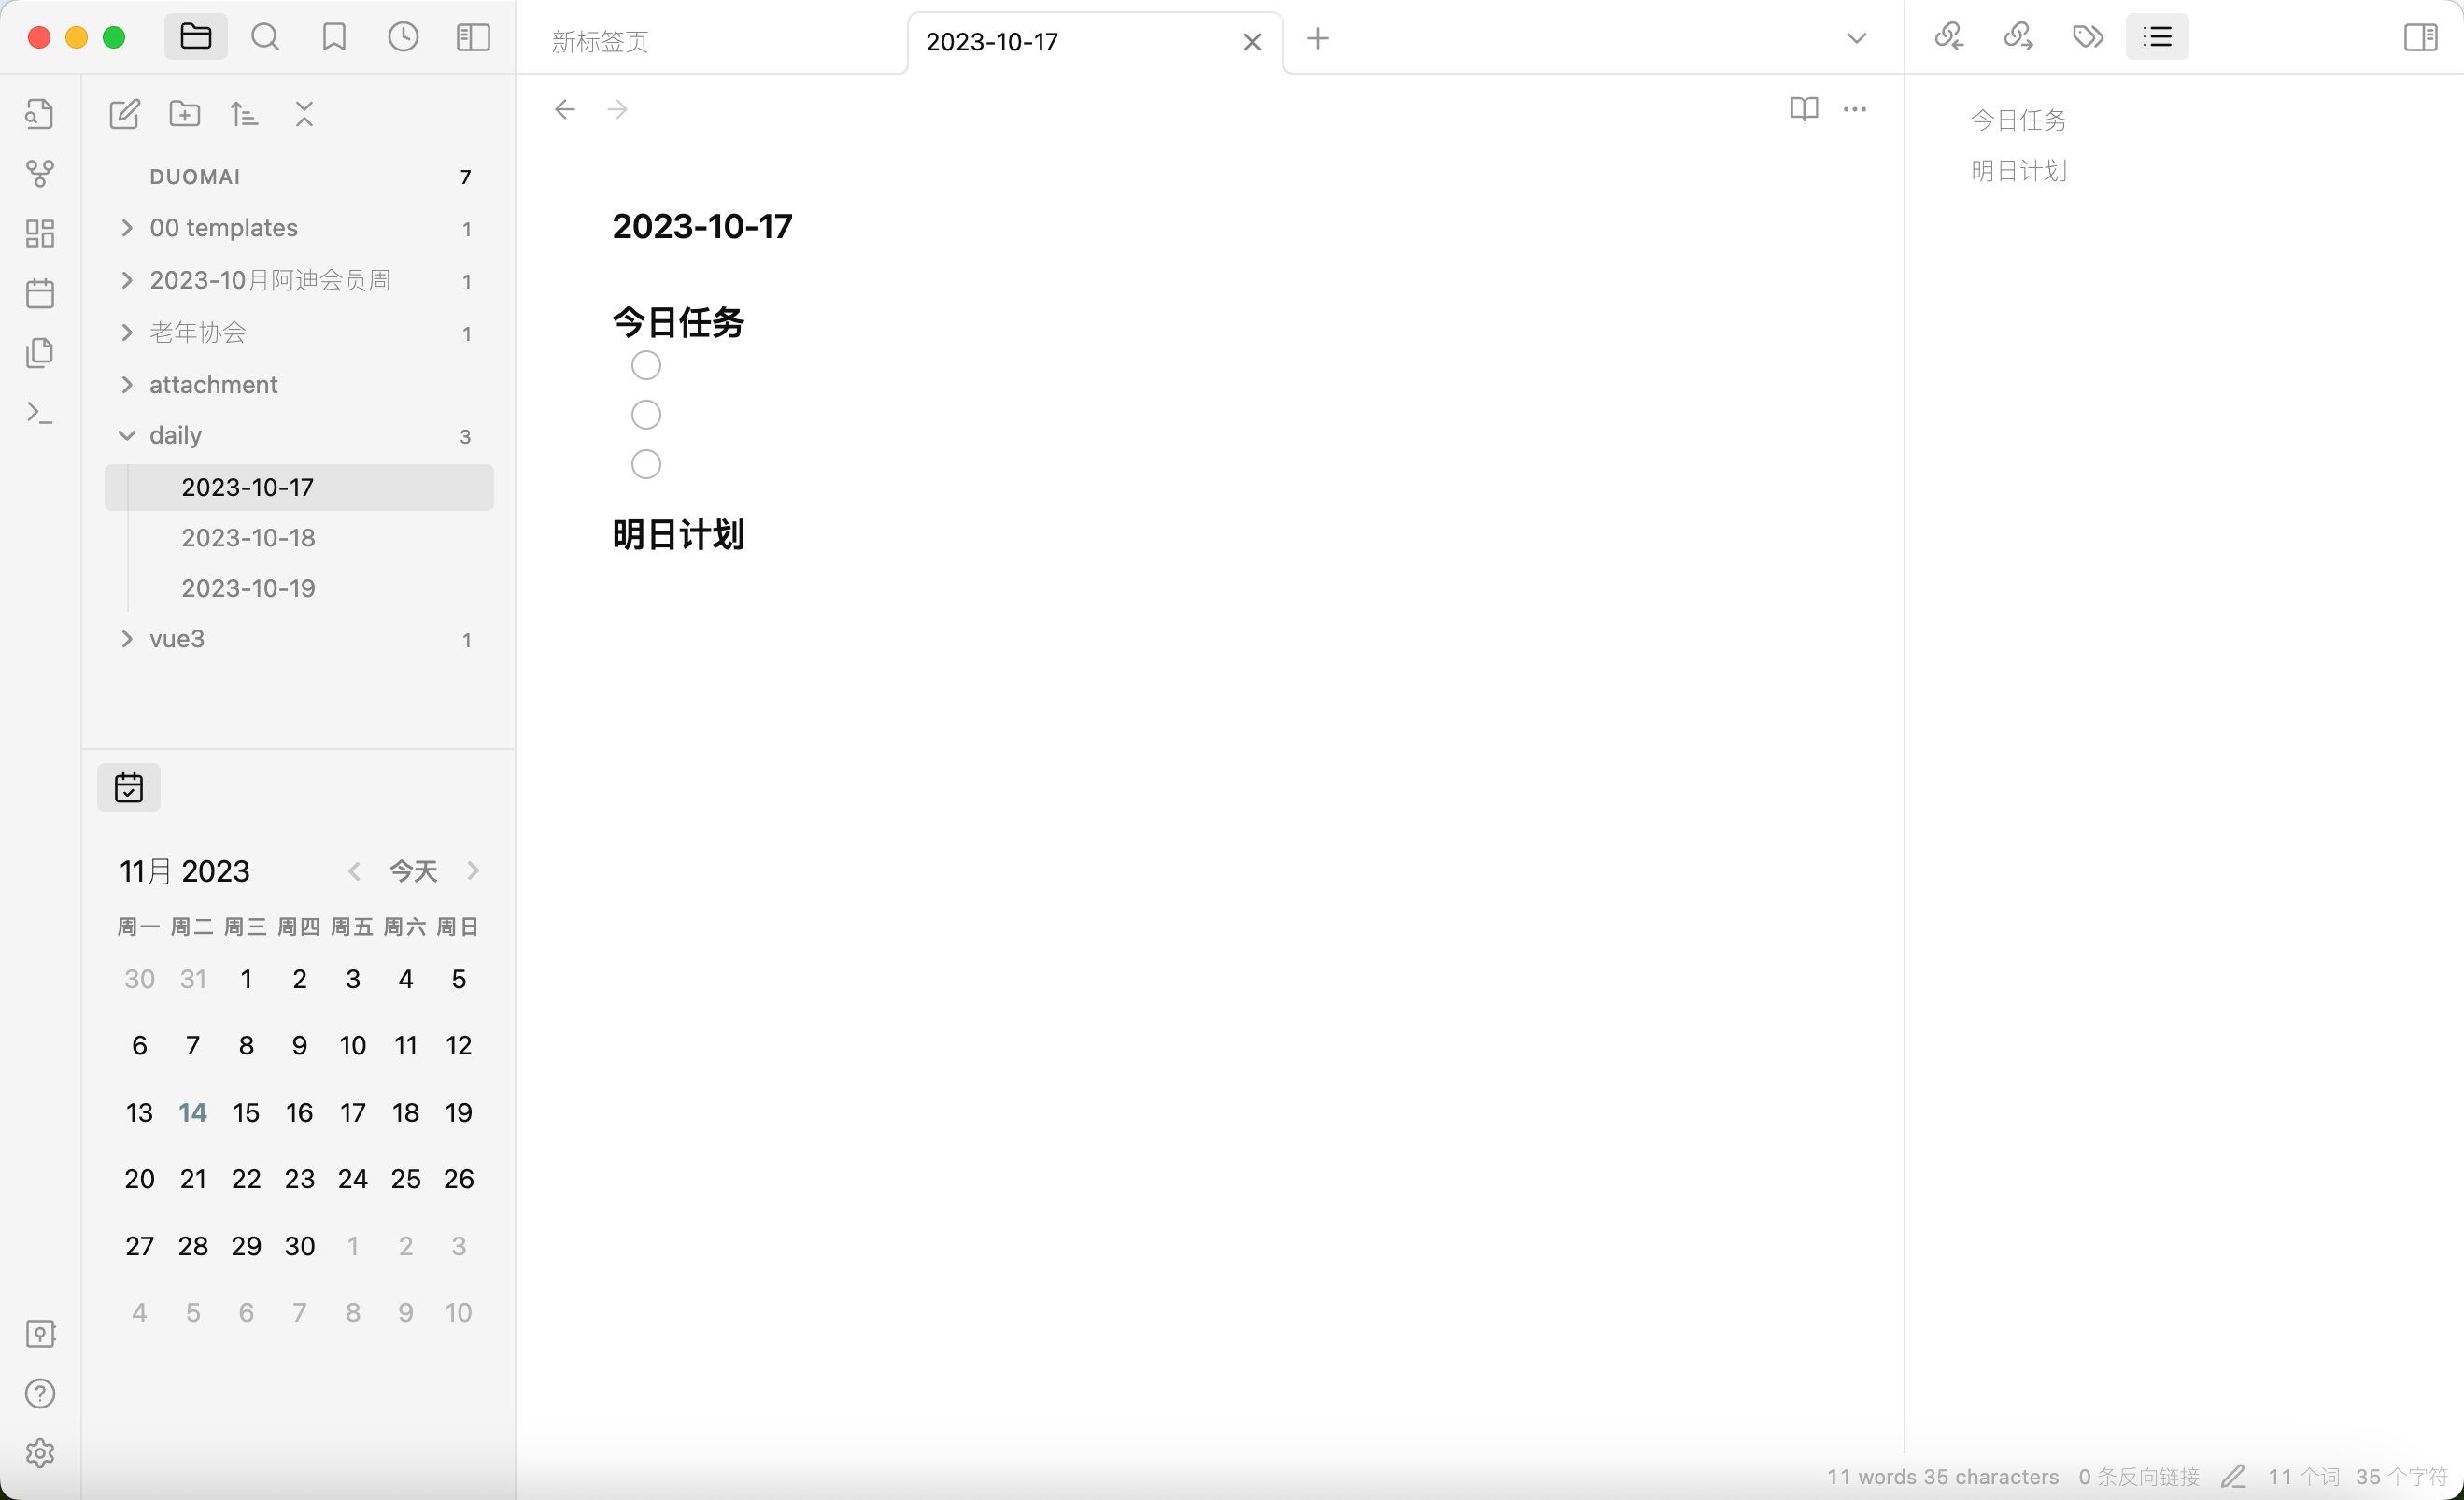 新标签页
2023-10-17
DUOMAI 7
00 templates 1
2023-10月阿迪会员周 1
老年协会 1
attachment
daily 3
2023-10-17
2023-10-18
2023-10-19
vue3 1
11月 2023 今天
周一 周二 周三 周四 周五 周六 周日
30 31 1 2 3 4 5
6 7 8 9 10 11 12
13 14 15 16 17 18 19
20 21 22 23 24 25 26
27 28 29 30 1 2 3
4 5 6 7 8 9 10
2023-10-17
今日任务
明日计划
今日任务
明日计划
11 words 35 characters 0 条反向链接 11 个词 35 个字符